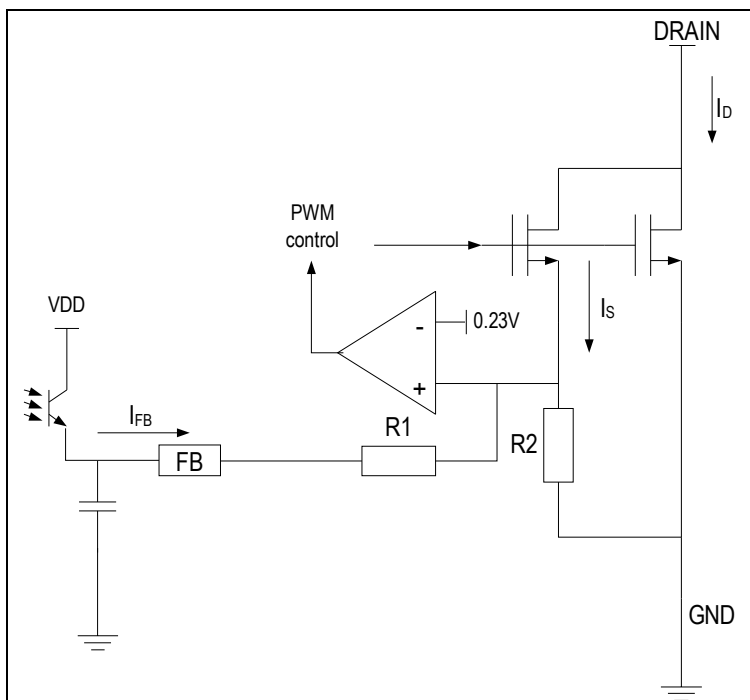 DRAIN
ID
PWM
control
VDD
0.23V
-
+
IS
IFB
R1
R2
FB
GND